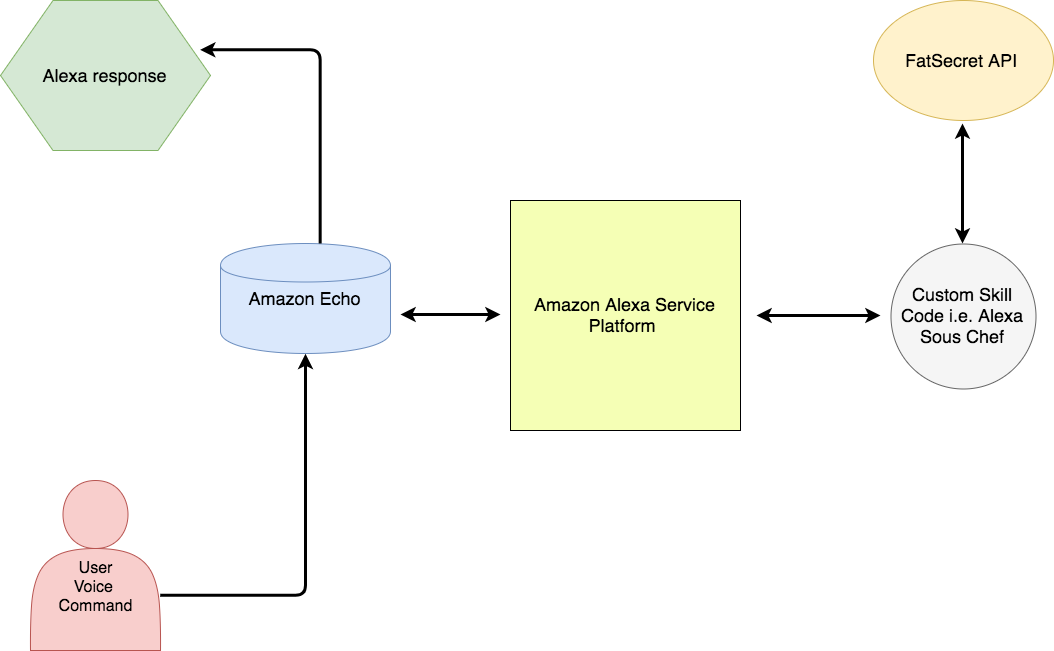 Alexa response
FatSecret API
Amazon Echo
Amazon Alexa Service
Platform
Custom Skill
Code i.e. Alexa
Sous Chef
User
Voice
Command